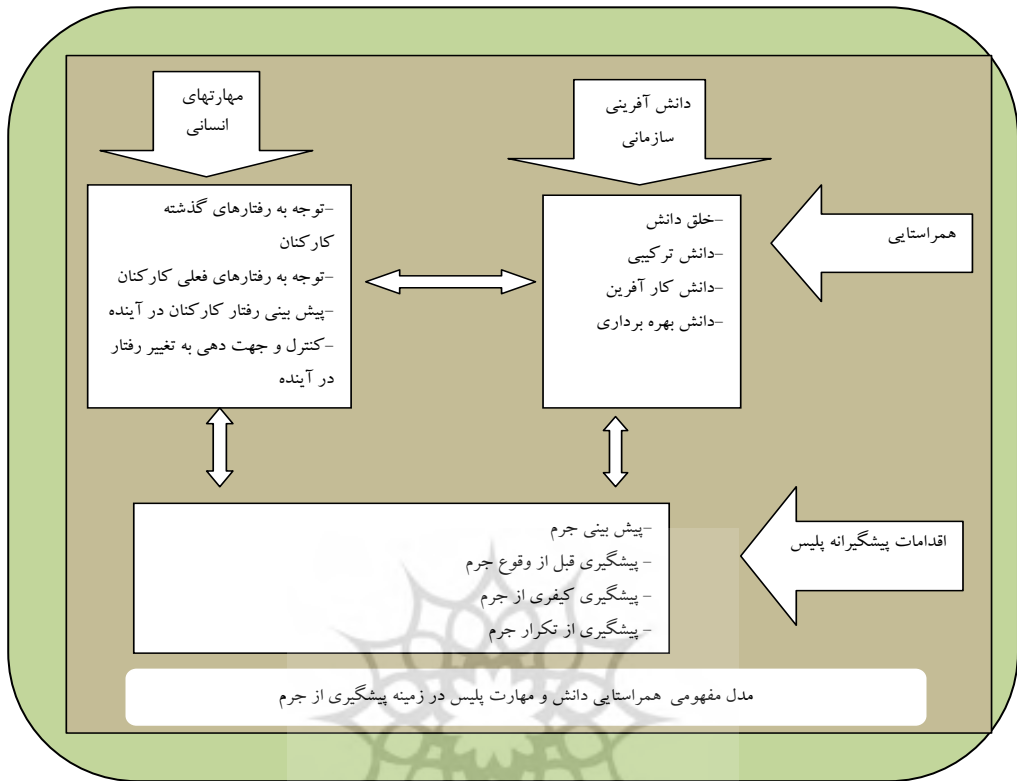 دانش آفرینی
سازمانی
مهارتهای
انسانی
همراستایی
-خلق دانش
-دانش ترکیبی
-دانش کار آفرین
-دانش بهره برداری
-توجه به رفتارهای گذشته
کارکنان
-توجه به رفتارهای فعلی کارکنان
-پیش بینی رفتار کارکنان در آینده
-کنترل و جهت دهی به تغییر رفتار
در آینده
اقدامات پیشگیرانه پلیس
-پیش بینی جرم
- پیشگیری قبل از وقوع جرم
- پیشگیری کیفری از جرم
- پیشگیری از تکرار جرم
مدل مفهومی همراستایی دانش و مهارت پلیس در زمینه پیشگیری از جرم